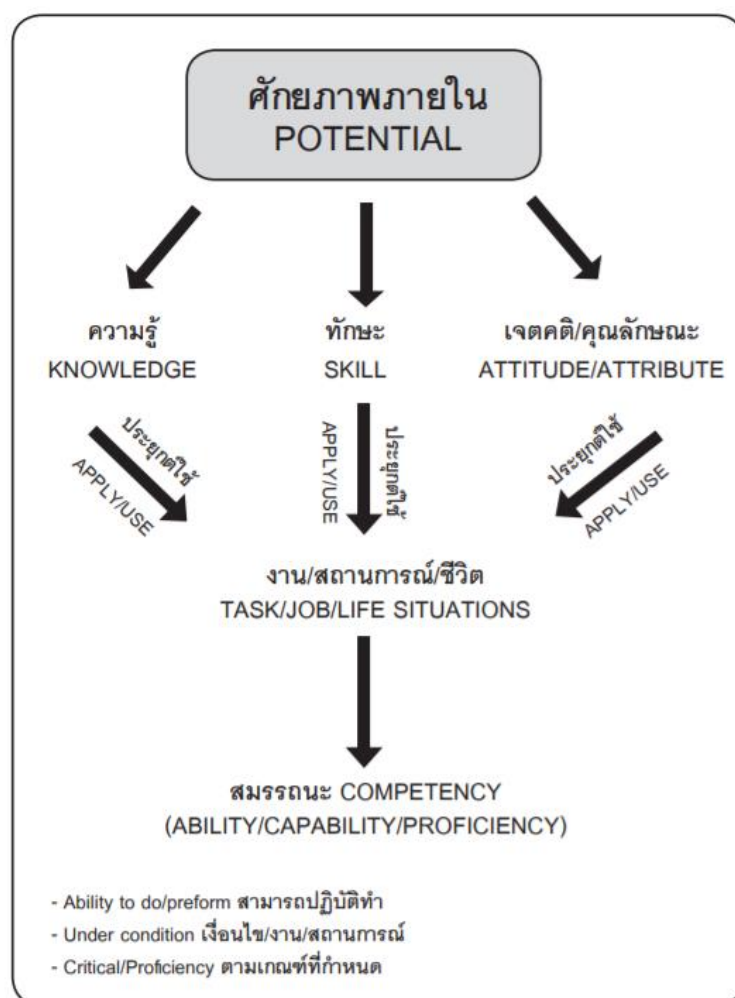 ศักยภาพภายใน
POTENTIAL
ความรู้
KNOWLEDGE
ทักษะ
SKILL
เจตคติ/คุณลักษณะ
ATTITUDE/ATTRIBUTE
ประยุกต์ใช้
APPLY/USE
ประยุกต์ใช้
APPLY/USE
ประยุกต์ใช้
APPLY/USE
งาน/สถานการณ์/ชีวิต
TASK/JOB/LIFE SITUATIONS
สมรรถนะ COMPETENCY
(ABILITY/CAPABILITY/PROFICIENCY)
- Ability to do/preform สามารถปฏิบัติทำ
- Under condition เงื่อนไข/งาน/สถานการณ์
- Critical/Proficiency ตามเกณฑ์ที่กำหนด